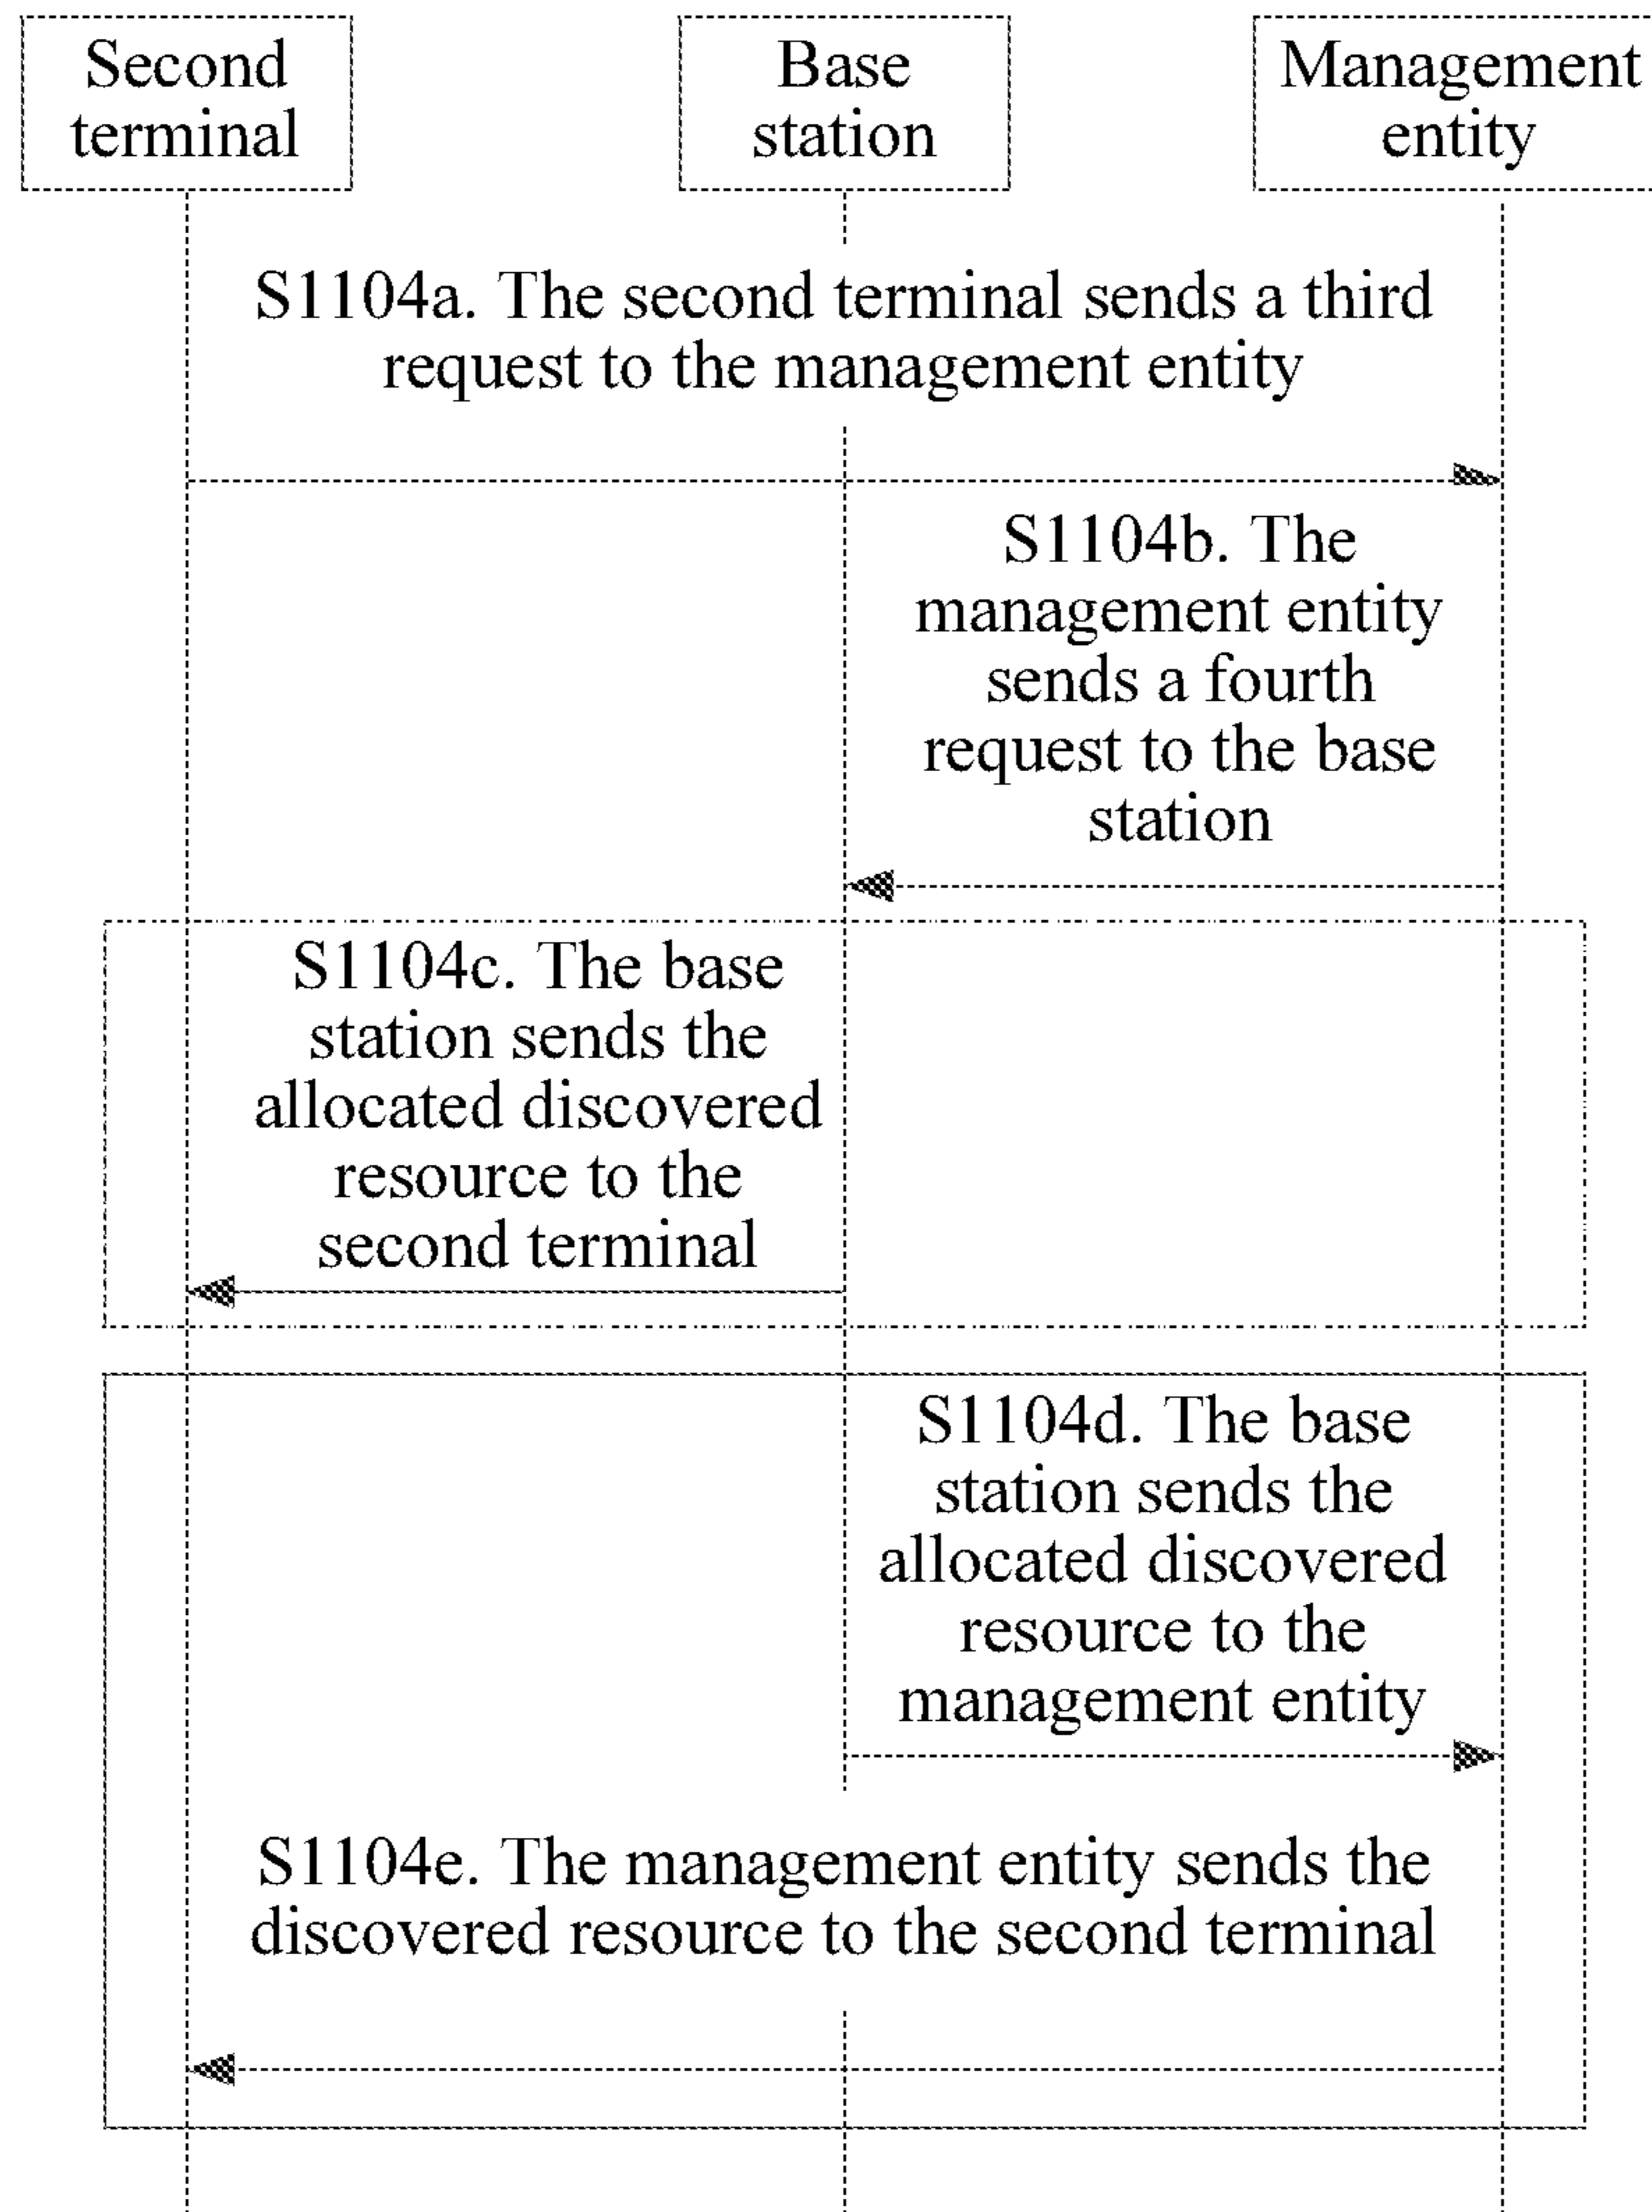 Second
terminal
Base
station
Management
entity
S1104a. The second terminal sends a third
request to the management entity
S1104b. The
management entity
sends a fourth
request to the base
station
S1104c. The base
station sends the
allocated discovered
resource to the
second terminal
S1104d. The base
station sends the
allocated discovered
resource to the
management entity
S1104e. The management entity sends the
discovered resource to the second terminal